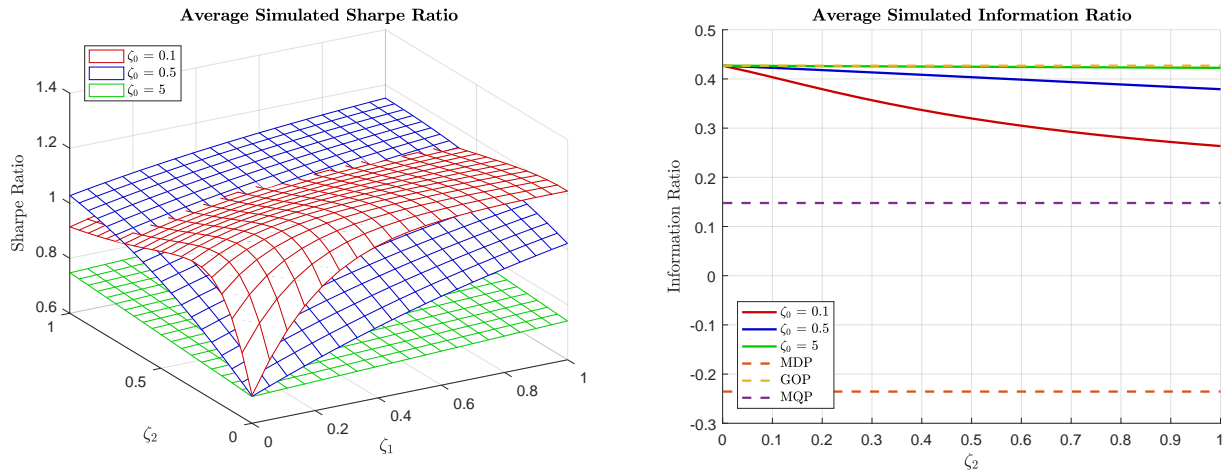 Average Simulated Sharpe Ratio
ζ₀ = 0.1
ζ₀ = 0.5
ζ₀ = 5
Sharpe Ratio
1.4
1.2
1
0.8
0.6
1
0.5
0
ζ₂
0
0.2
0.4
0.6
0.8
1
ζ₁
Average Simulated Information Ratio
Information Ratio
0.5
0.4
0.3
0.2
0.1
0
-0.1
-0.2
-0.3
ζ₀ = 0.1
ζ₀ = 0.5
ζ₀ = 5
MDP
GOP
MQP
0 0.1 0.2 0.3 0.4 0.5 0.6 0.7 0.8 0.9 1
ζ₂